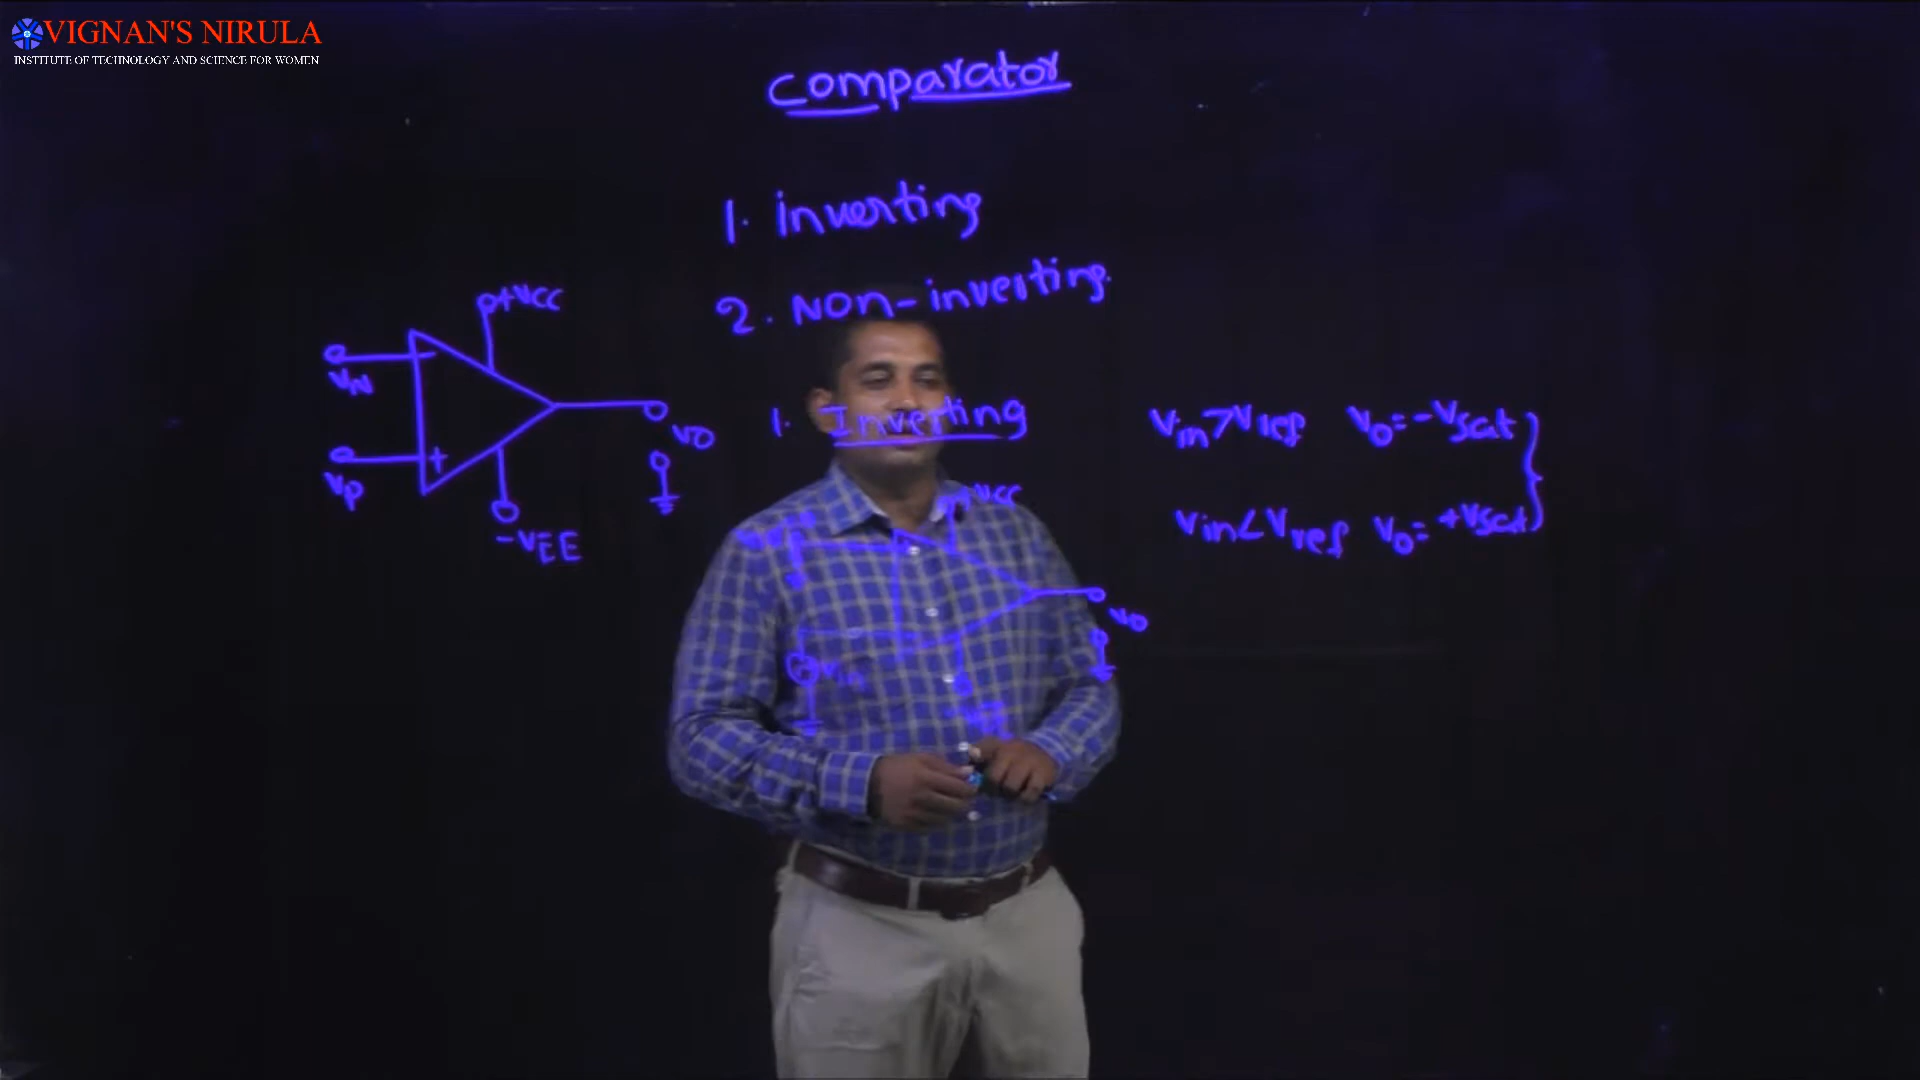 VIGNAN'S NIRULA
INSTITUTE OF TECHNOLOGY AND SCIENCE FOR WOMEN
comparator
1. inverting
2. NON-inverting.
+VCC
VN
VP
VO
-VEE
1. Inverting
+VCC
Vin
VO
Vin>Vref VO=-Vsat
Vin<Vref VO=+Vsat